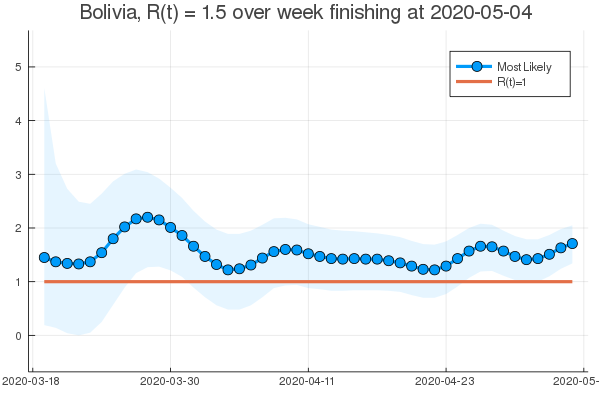 Bolivia, R(t) = 1.5 over week finishing at 2020-05-04
5
4
3
2
1
0
Most Likely
R(t)=1
2020-03-18 2020-03-30 2020-04-11 2020-04-23 2020-05-